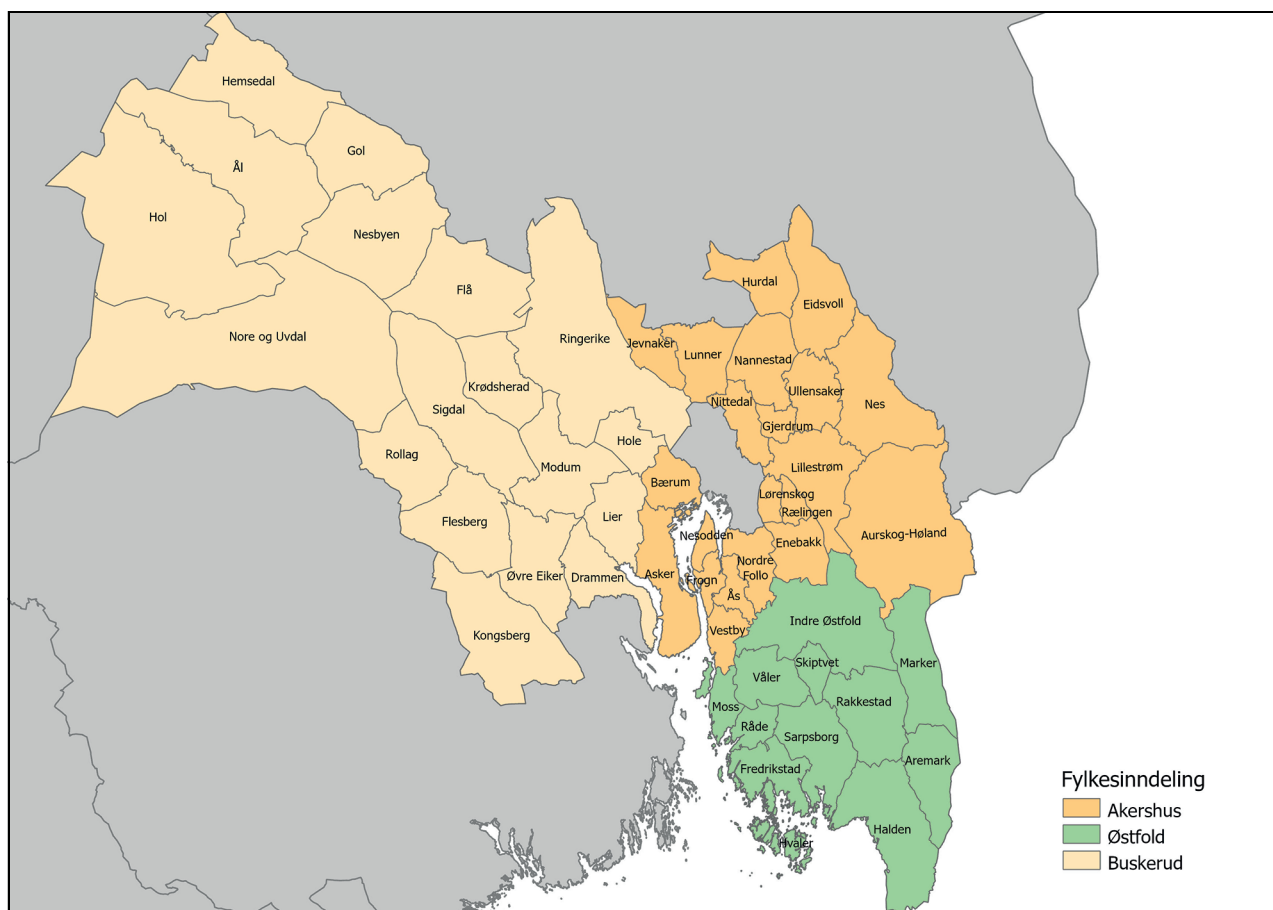 Hemsedal
Gol
Ål
Hol
Nesbyen
Flå
Nore og Uvdal
Ringerike
Krødsherad
Sigdal
Hole
Rollag
Modum
Lier
Flesberg
Øvre Eiker
Drammen
Kongsberg
Hurdal
Eidsvoll
Jevnaker
Lunner
Nannestad
Ullensaker
Nittedal
Nes
Gjerdrum
Lillestrøm
Bærum
Lørenskog
Rælingen
Aurskog-Høland
Nesodden
Enebakk
Nordre
Follo
Asker
Frogn
Ås
Vestby
Indre Østfold
Skiptvet
Marker
Våler
Rakkestad
Moss
Råde
Sarpsborg
Aremark
Fredrikstad
Halden
Hvaler
Fylkesinndeling
Akershus
Østfold
Buskerud